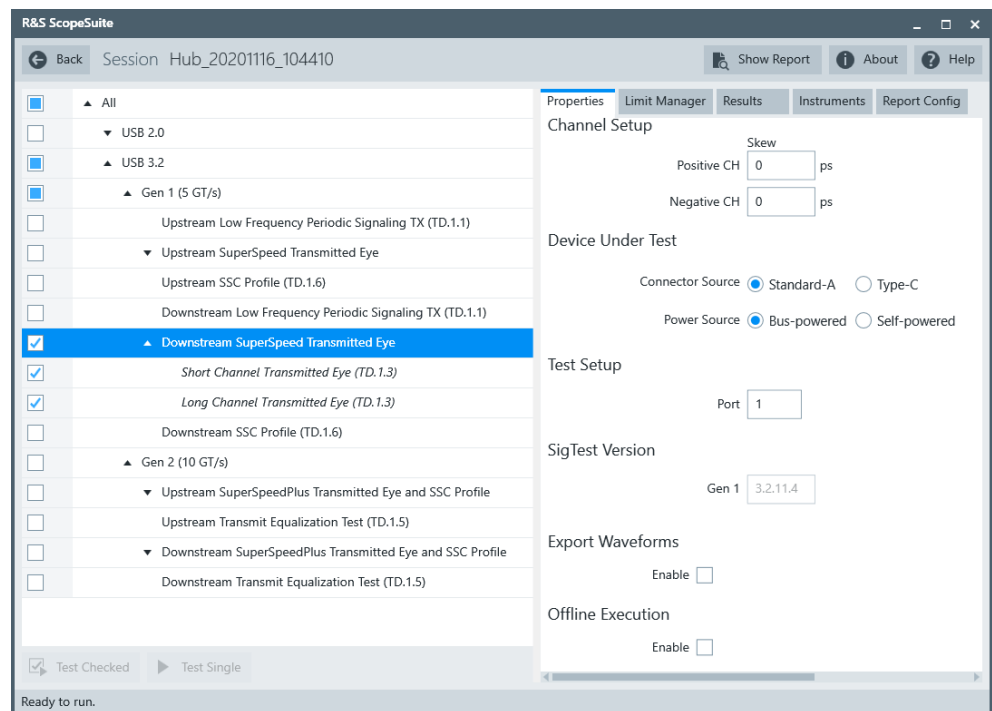 R&S ScopeSuite
Back Session Hub_20201116_104410 Show Report About Help
All
USB 2.0
USB 3.2
Gen 1 (5 GT/s)
Upstream Low Frequency Periodic Signaling TX (TD.1.1)
Upstream SuperSpeed Transmitted Eye
Upstream SSC Profile (TD.1.6)
Downstream Low Frequency Periodic Signaling TX (TD.1.1)
Downstream SuperSpeed Transmitted Eye
Short Channel Transmitted Eye (TD.1.3)
Long Channel Transmitted Eye (TD.1.3)
Downstream SSC Profile (TD.1.6)
Gen 2 (10 GT/s)
Upstream SuperSpeedPlus Transmitted Eye and SSC Profile
Upstream Transmit Equalization Test (TD.1.5)
Downstream SuperSpeedPlus Transmitted Eye and SSC Profile
Downstream Transmit Equalization Test (TD.1.5)
Test Checked Test Single
Properties Limit Manager Results Instruments Report Config
Channel Setup
Skew
Positive CH 0 ps
Negative CH 0 ps
Device Under Test
Connector Source Standard-A Type-C
Power Source Bus-powered Self-powered
Test Setup
Port 1
SigTest Version
Gen 1 3.2.11.4
Export Waveforms
Enable
Offline Execution
Enable
Ready to run.